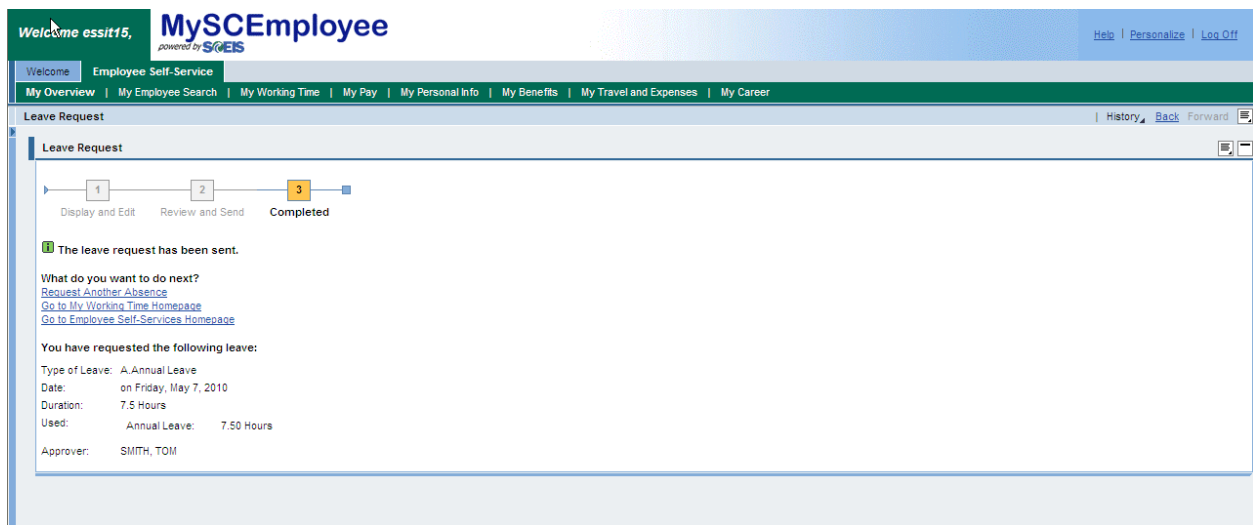 Welcome essit15,
MySCEmployee
powered by SCEIS
Help | Personalize | Log Off
Welcome Employee Self-Service
My Overview | My Employee Search | My Working Time | My Pay | My Personal Info | My Benefits | My Travel and Expenses | My Career
Leave Request | History Back Forward
Leave Request
1 2 3
Display and Edit Review and Send Completed
The leave request has been sent.
What do you want to do next?
Request Another Absence
Go to My Working Time Homepage
Go to Employee Self-Services Homepage
You have requested the following leave:
Type of Leave: A.Annual Leave
Date: on Friday, May 7, 2010
Duration: 7.5 Hours
Used: Annual Leave: 7.50 Hours
Approver: SMITH, TOM